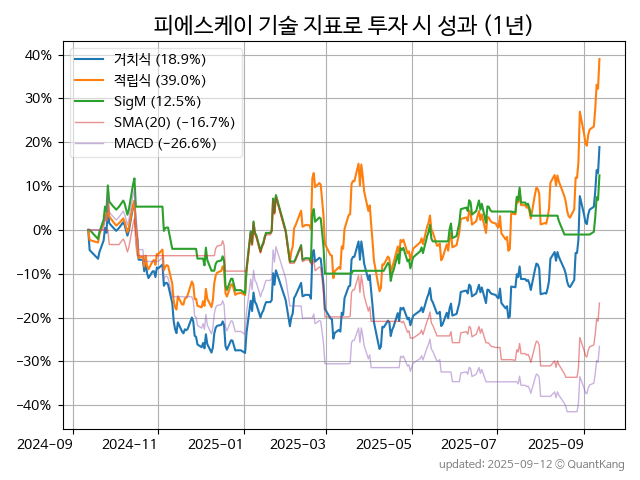 피에스케이 기술 지표로 투자 시 성과 (1년)
40%
30%
20%
10%
0%
−10%
−20%
−30%
−40%
거치식 (18.9%)
적립식 (39.0%)
SigM (12.5%)
SMA(20) (−16.7%)
MACD (−26.6%)
2024-09
2024-11
2025-01
2025-03
2025-05
2025-07
2025-09
updated: 2025-09-12 © QuantKang